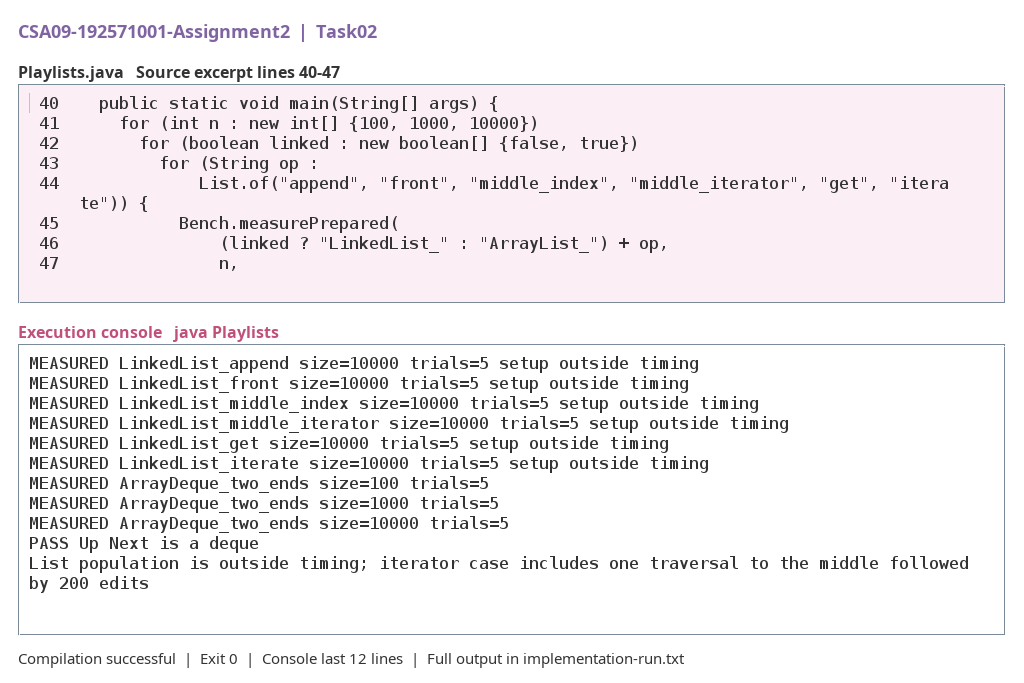 CSA09-192571001-Assignment2 | Task02
Playlists.java Source excerpt lines 40-47
40 public static void main(String[] args) {
41 for (int n : new int[] {100, 1000, 10000})
42 for (boolean linked : new boolean[] {false, true})
43 for (String op :
44 List.of("append", "front", "middle_index", "middle_iterator", "get", "itera
te")) {
45 Bench.measurePrepared(
46 (linked ? "LinkedList_" : "ArrayList_") + op,
47 n,
Execution console java Playlists
MEASURED LinkedList_append size=10000 trials=5 setup outside timing
MEASURED LinkedList_front size=10000 trials=5 setup outside timing
MEASURED LinkedList_middle_index size=10000 trials=5 setup outside timing
MEASURED LinkedList_middle_iterator size=10000 trials=5 setup outside timing
MEASURED LinkedList_get size=10000 trials=5 setup outside timing
MEASURED LinkedList_iterate size=10000 trials=5 setup outside timing
MEASURED ArrayDeque_two_ends size=100 trials=5
MEASURED ArrayDeque_two_ends size=1000 trials=5
MEASURED ArrayDeque_two_ends size=10000 trials=5
PASS Up Next is a deque
List population is outside timing; iterator case includes one traversal to the middle followed
by 200 edits
Compilation successful | Exit 0 | Console last 12 lines | Full output in implementation-run.txt